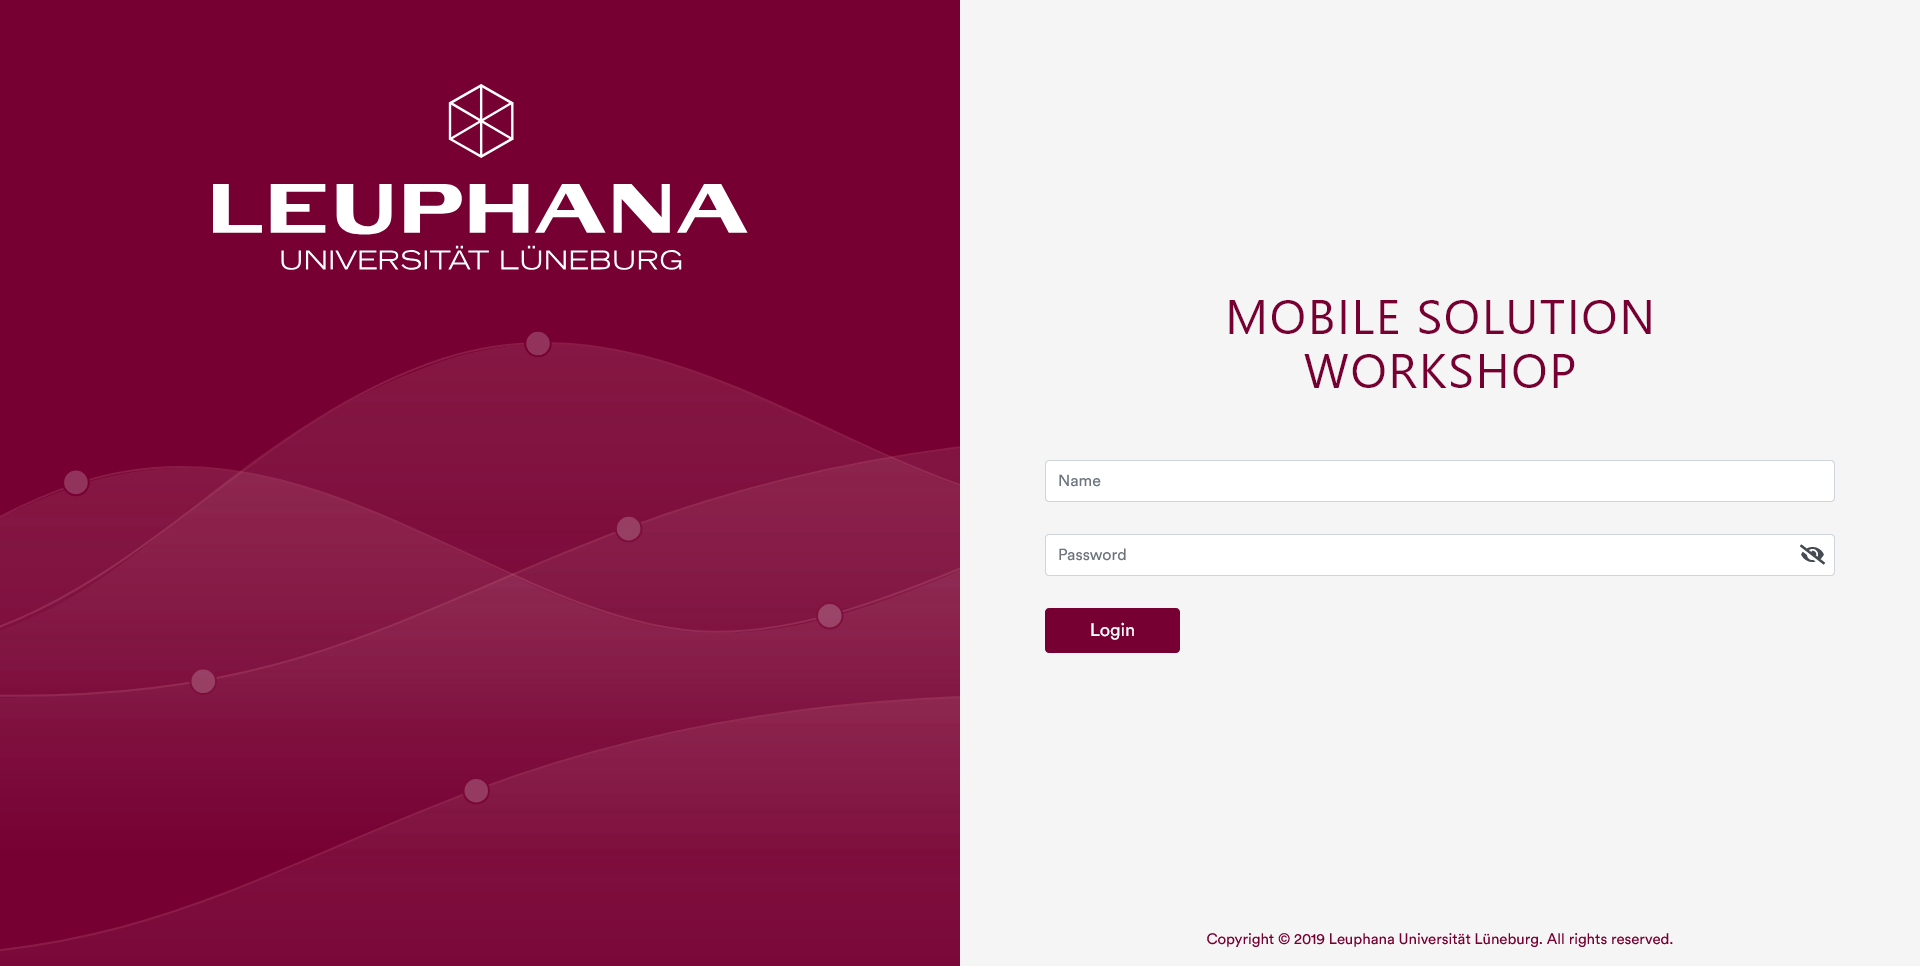 LEUPHANA
UNIVERSITÄT LÜNEBURG
MOBILE SOLUTION
WORKSHOP
Name
Password
Login
Copyright © 2019 Leuphana Universität Lüneburg. All rights reserved.